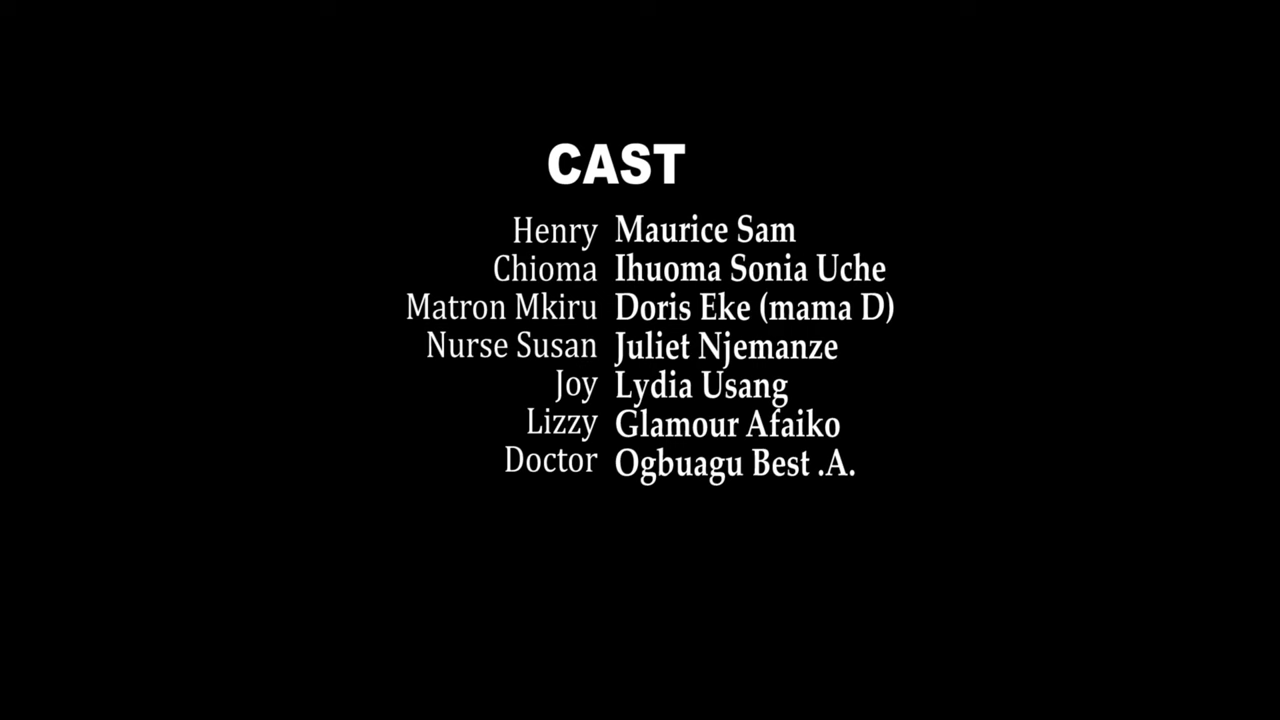 CAST
Henry Maurice Sam
Chioma Ihuoma Sonia Uche
Matron Mkiru Doris Eke (mama D)
Nurse Susan Juliet Njemanze
Joy Lydia Usang
Lizzy Glamour Afaiko
Doctor Ogbuagu Best .A.